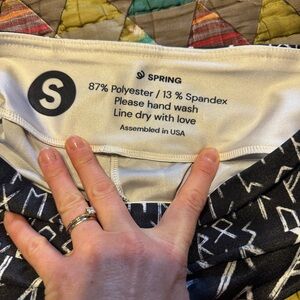 S
SPRING
87% Polyester / 13 % Spandex
Please hand wash
Line dry with love
Assembled in USA